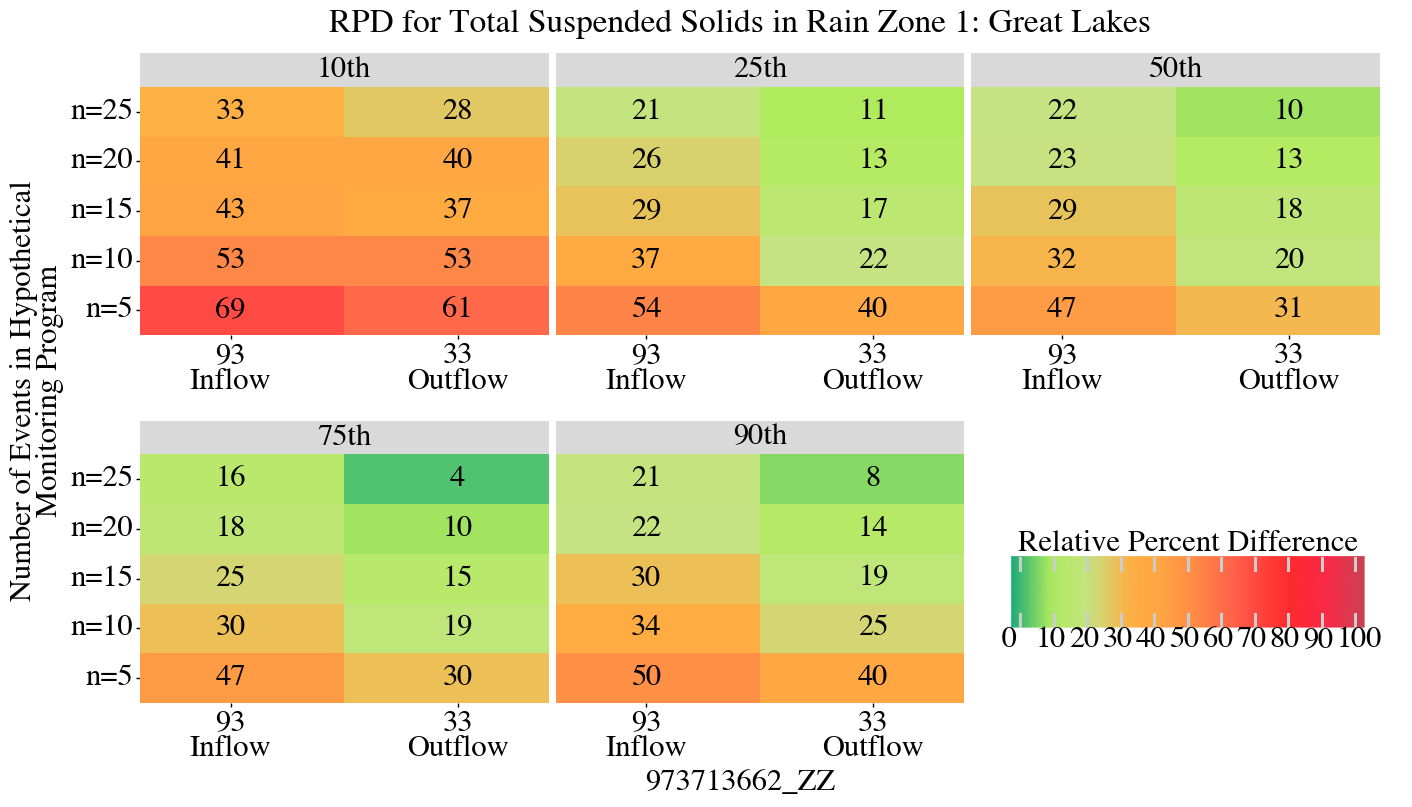 RPD for Total Suspended Solids in Rain Zone 1: Great Lakes
10th 25th 50th
n=25 33 28 21 11 22 10
n=20 41 40 26 13 23 13
n=15 43 37 29 17 29 18
n=10 53 53 37 22 32 20
n=5 69 61 54 40 47 31
93 33 93 33 93 33
Inflow Outflow Inflow Outflow Inflow Outflow
Number of Events in Hypothetical
Monitoring Program
75th 90th
n=25 16 4 21 8
n=20 18 10 22 14
n=15 25 15 30 19
n=10 30 19 34 25
n=5 47 30 50 40
93 33 93 33
Inflow Outflow Inflow Outflow
Relative Percent Difference
0 10 20 30 40 50 60 70 80 90 100
973713662_ZZ